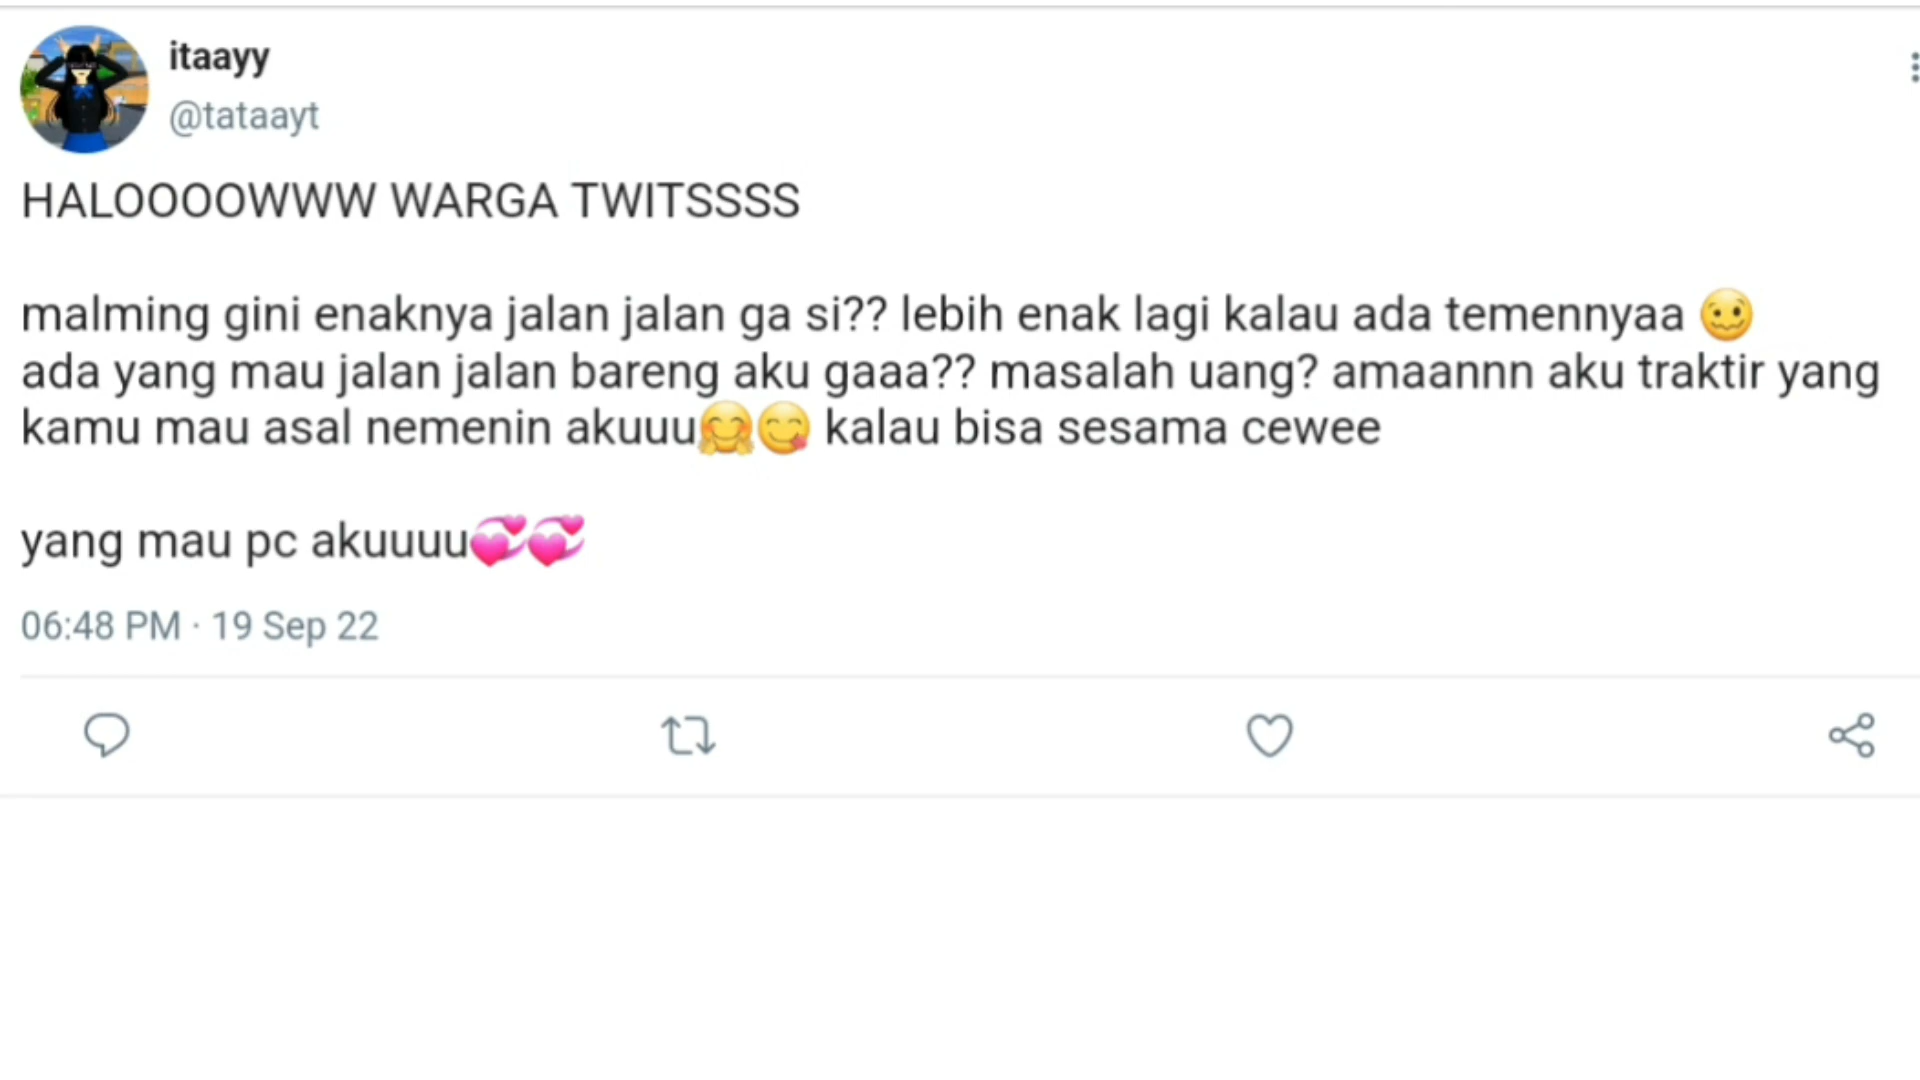 itaayy
@tataayt
HALOOOOWWW WARGA TWITSSSS
malming gini enaknya jalan jalan ga si?? lebih enak lagi kalau ada temennyaa 🥴
ada yang mau jalan jalan bareng aku gaaa?? masalah uang? amaannn aku traktir yang
kamu mau asal nemenin akuuu🤗😋 kalau bisa sesama cewee
yang mau pc akuuuu💞💞
06:48 PM · 19 Sep 22